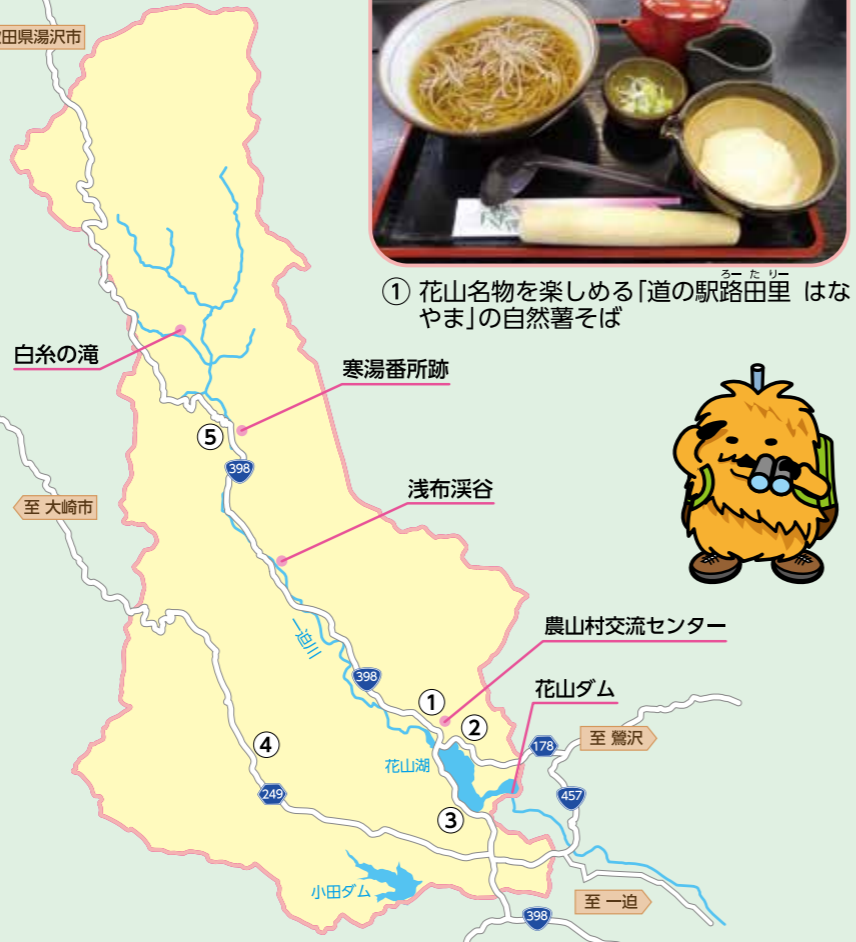 田県湯沢市
① 花山名物を楽しめる「道の駅路田里 はな
ろー た りー
やま」の自然薯そば
白糸の滝
寒湯番所跡
⑤
398
浅布渓谷
至 大崎市
一迫川
農山村交流センター
398
①
花山ダム
②
④
178
至 鶯沢
花山湖
249
457
③
小田ダム
至 一迫
398